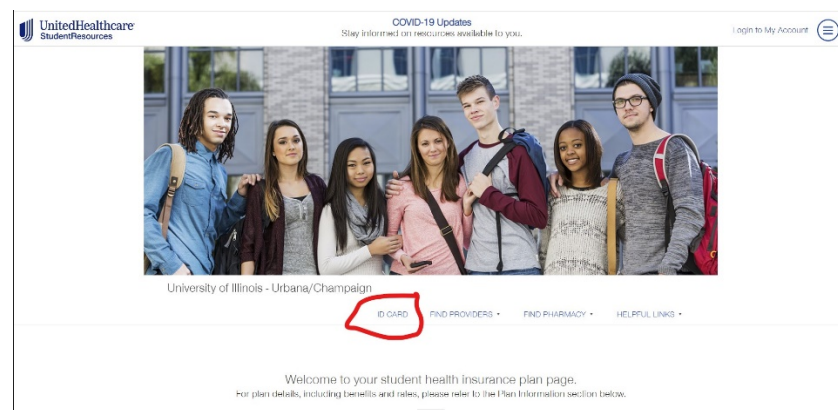 UnitedHealthcare
StudentResources
COVID-19 Updates
Stay informed on resources available to you.
Login to My Account
University of Illinois - Urbana/Champaign
ID CARD
FIND PROVIDERS
FIND PHARMACY
HELPFUL LINKS
Welcome to your student health insurance plan page.
For plan details, including benefits and rates, please refer to the Plan Information section below.